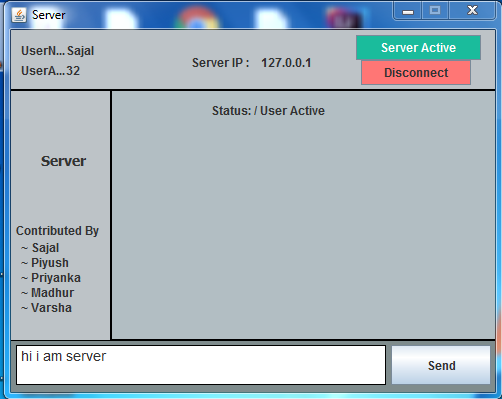 Server
UserN... Sajal
UserA... 32
Server IP : 127.0.0.1
Server Active
Disconnect
Status: / User Active
Server
Contributed By
~ Sajal
~ Piyush
~ Priyanka
~ Madhur
~ Varsha
hi i am server
Send